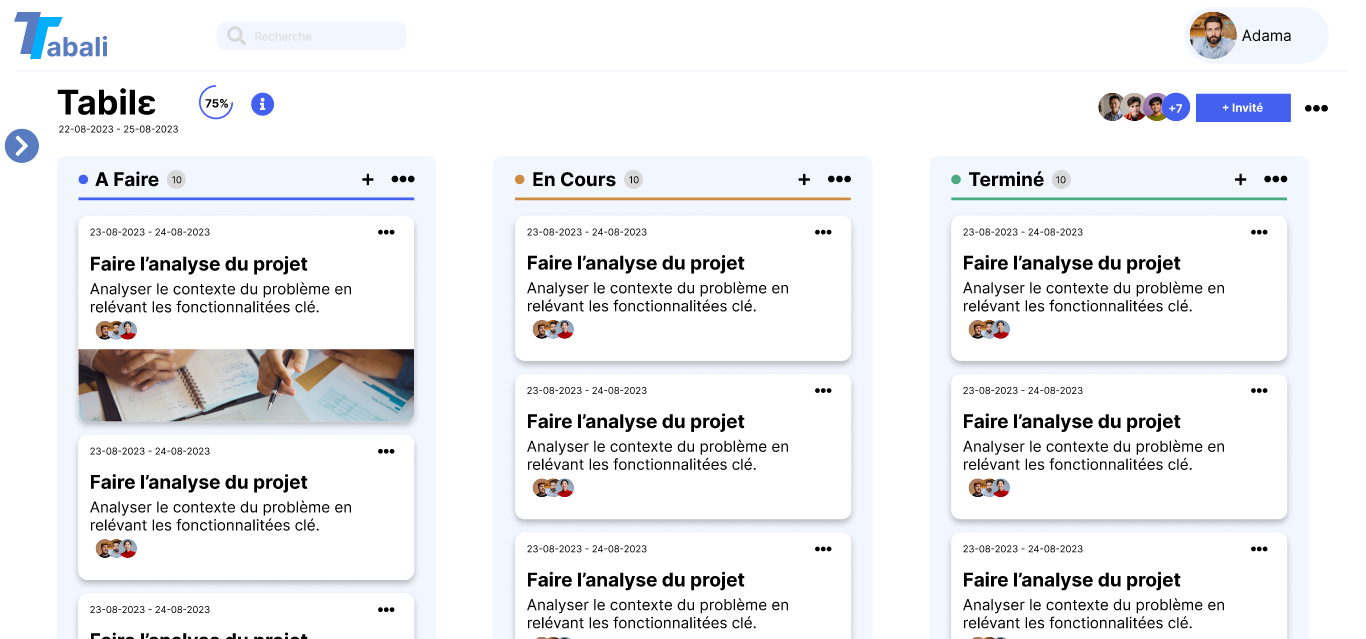 Tabali
Recherche
Adama
Tabilɛ
75%
22-08-2023 - 25-08-2023
+7
+ Invité
A Faire 10
23-08-2023 - 24-08-2023
Faire l’analyse du projet
Analyser le contexte du problème en
relévant les fonctionnalitées clé.
23-08-2023 - 24-08-2023
Faire l’analyse du projet
Analyser le contexte du problème en
relévant les fonctionnalitées clé.
23-08-2023 - 24-08-2023
Faire l’analyse du projet
En Cours 10
23-08-2023 - 24-08-2023
Faire l’analyse du projet
Analyser le contexte du problème en
relévant les fonctionnalitées clé.
23-08-2023 - 24-08-2023
Faire l’analyse du projet
Analyser le contexte du problème en
relévant les fonctionnalitées clé.
23-08-2023 - 24-08-2023
Faire l’analyse du projet
Analyser le contexte du problème en
relévant les fonctionnalitées clé.
Terminé 10
23-08-2023 - 24-08-2023
Faire l’analyse du projet
Analyser le contexte du problème en
relévant les fonctionnalitées clé.
23-08-2023 - 24-08-2023
Faire l’analyse du projet
Analyser le contexte du problème en
relévant les fonctionnalitées clé.
23-08-2023 - 24-08-2023
Faire l’analyse du projet
Analyser le contexte du problème en
relévant les fonctionnalitées clé.